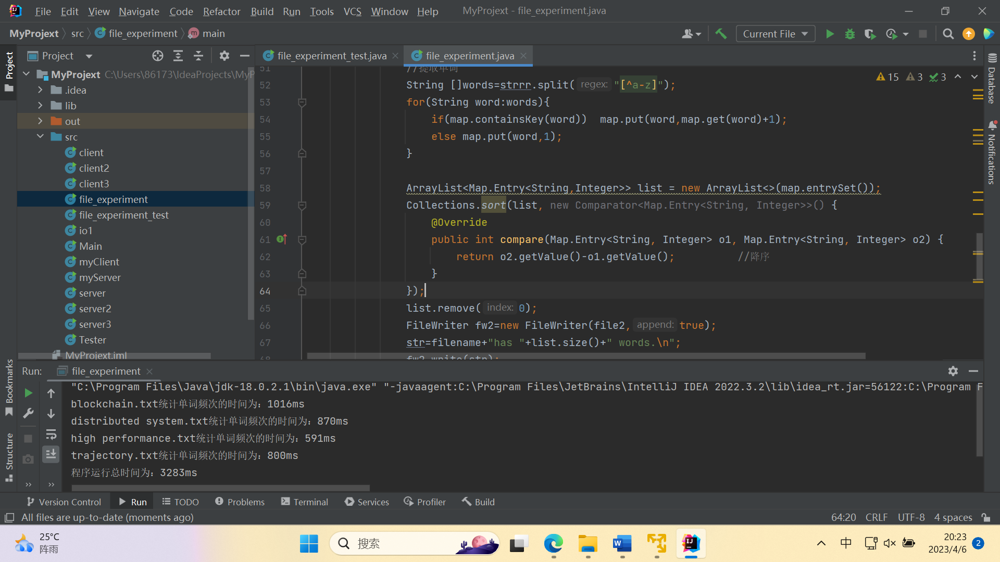 File Edit View Navigate Code Refactor Build Run Tools VCS Window Help MyProjext - file_experiment.java
MyProjext src file_experiment main
Current File
Project
MyProjext C:\Users\86173\IdeaProjects\MyP
.idea
lib
out
src
client
client2
client3
file_experiment
file_experiment_test
io1
Main
myClient
myServer
server
server2
server3
Tester
MyProjext.iml
Project
Bookmarks
Structure
file_experiment_test.java file_experiment.java
15 3 3
51 //提取单词
52 String []words=strrr.split( regex: "[^a-z]");
53 for(String word:words){
54 if(map.containsKey(word)) map.put(word,map.get(word)+1);
55 else map.put(word,1);
56 }
57
58 ArrayList<Map.Entry<String,Integer>> list = new ArrayList<>(map.entrySet());
59 Collections.sort(list, new Comparator<Map.Entry<String, Integer>>() {
60 @Override
61 public int compare(Map.Entry<String, Integer> o1, Map.Entry<String, Integer> o2) {
62 return o2.getValue()-o1.getValue(); //降序
63 }
64 });
65 list.remove( index: 0);
66 FileWriter fw2=new FileWriter(file2, append: true);
67 str=filename+"has "+list.size()+" words.\n";
68 fw2.write(str);
Database
Notifications
Run: file_experiment
"C:\Program Files\Java\jdk-18.0.2.1\bin\java.exe" "-javaagent:C:\Program Files\JetBrains\IntelliJ IDEA 2022.3.2\lib\idea_rt.jar=56122:C:\Program F
blockchain.txt统计单词频次的时间为：1016ms
distributed system.txt统计单词频次的时间为：870ms
high performance.txt统计单词频次的时间为：591ms
trajectory.txt统计单词频次的时间为：800ms
程序运行总时间为：3283ms
Version Control Run TODO Problems Terminal Services Profiler Build
All files are up-to-date (moments ago) 64:20 CRLF UTF-8 4 spaces
25°C
阵雨
搜索
中
20:23
2023/4/6
2